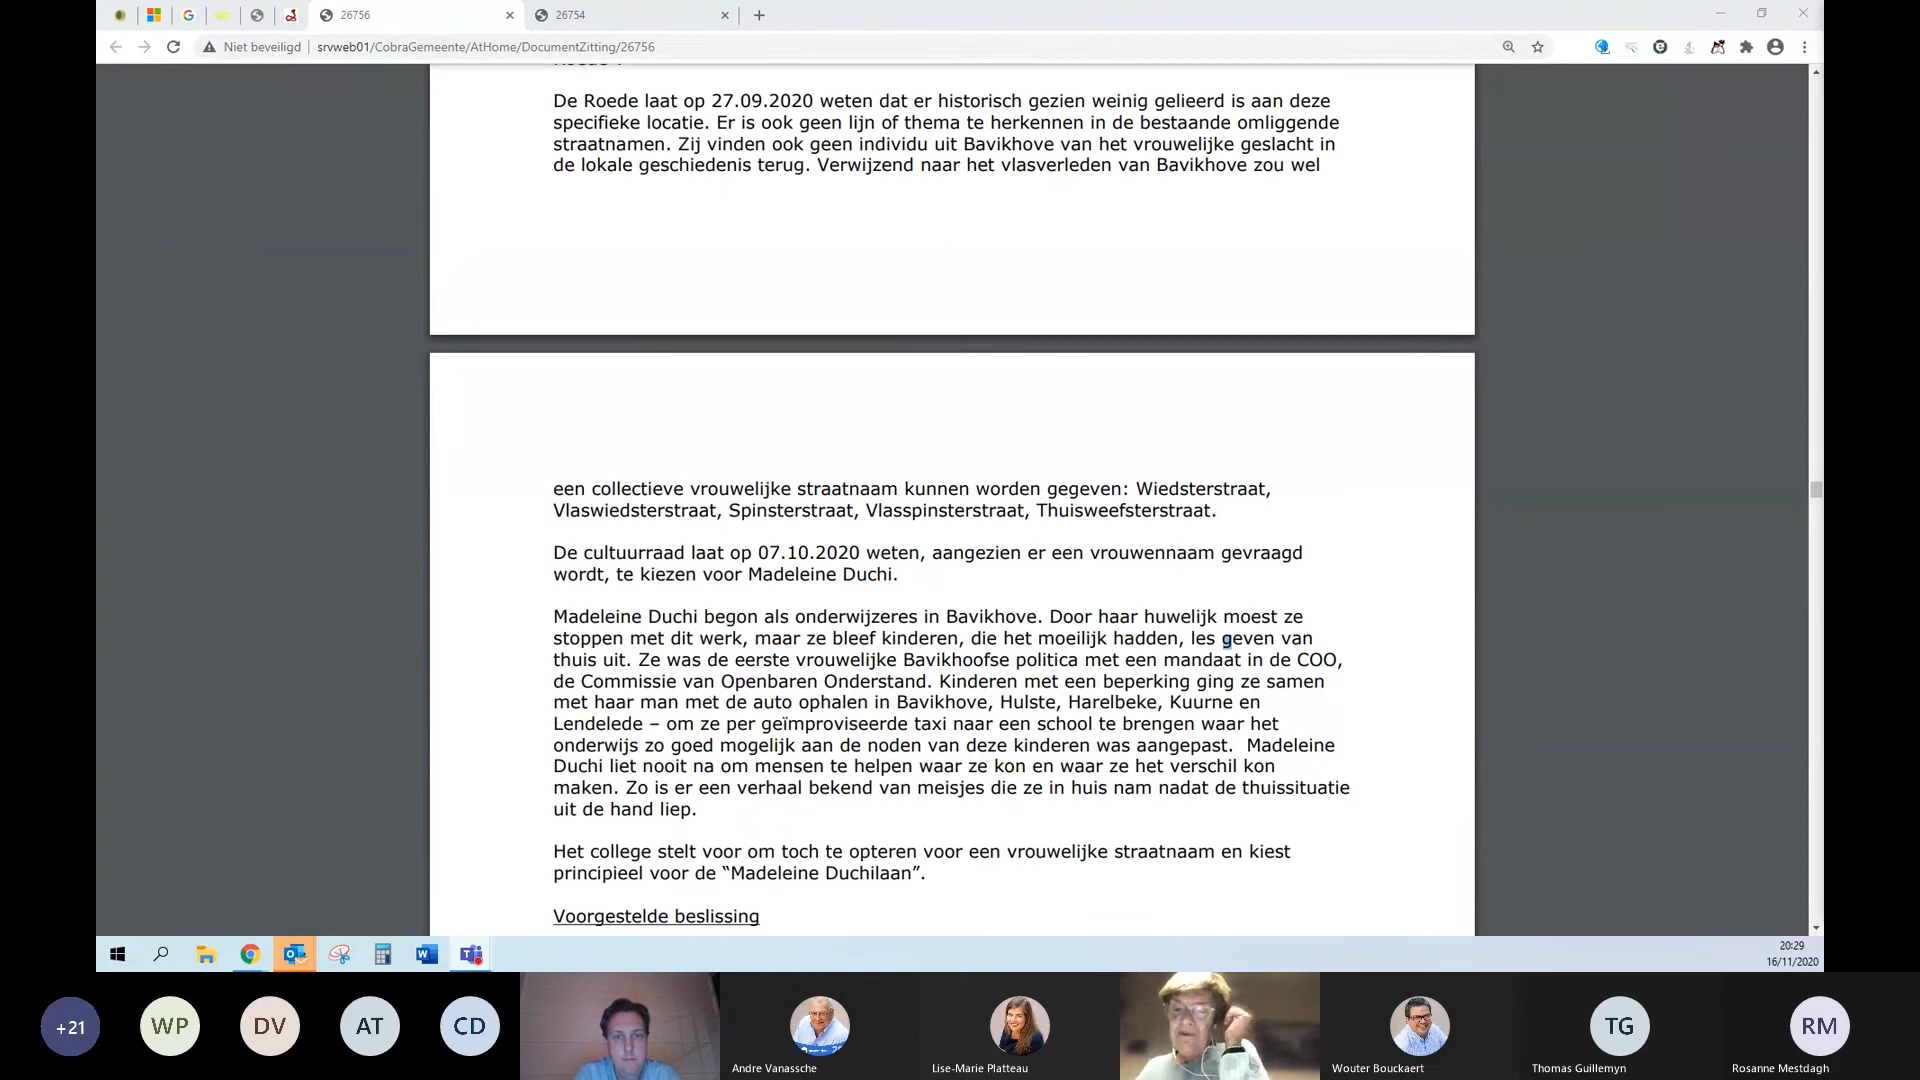 26756
26754
Niet beveiligd
srvweb01/CobraGemeente/AtHome/DocumentZitting/26756
De Roede laat op 27.09.2020 weten dat er historisch gezien weinig gelieerd is aan deze
specifieke locatie. Er is ook geen lijn of thema te herkennen in de bestaande omliggende
straatnamen. Zij vinden ook geen individu uit Bavikhove van het vrouwelijke geslacht in
de lokale geschiedenis terug. Verwijzend naar het vlasverleden van Bavikhove zou wel
een collectieve vrouwelijke straatnaam kunnen worden gegeven: Wiedsterstraat,
Vlaswiedsterstraat, Spinsterstraat, Vlasspinsterstraat, Thuisweefsterstraat.
De cultuurraad laat op 07.10.2020 weten, aangezien er een vrouwennaam gevraagd
wordt, te kiezen voor Madeleine Duchi.
Madeleine Duchi begon als onderwijzeres in Bavikhove. Door haar huwelijk moest ze
stoppen met dit werk, maar ze bleef kinderen, die het moeilijk hadden, les geven van
thuis uit. Ze was de eerste vrouwelijke Bavikhoofse politica met een mandaat in de COO,
de Commissie van Openbaren Onderstand. Kinderen met een beperking ging ze samen
met haar man met de auto ophalen in Bavikhove, Hulste, Harelbeke, Kuurne en
Lendelede – om ze per geïmproviseerde taxi naar een school te brengen waar het
onderwijs zo goed mogelijk aan de noden van deze kinderen was aangepast.  Madeleine
Duchi liet nooit na om mensen te helpen waar ze kon en waar ze het verschil kon
maken. Zo is er een verhaal bekend van meisjes die ze in huis nam nadat de thuissituatie
uit de hand liep.
Het college stelt voor om toch te opteren voor een vrouwelijke straatnaam en kiest
principieel voor de “Madeleine Duchilaan”.
Voorgestelde beslissing
20:29
16/11/2020
+21
WP
DV
AT
CD
TG
RM
Andre Vanassche
Lise-Marie Platteau
Wouter Bouckaert
Thomas Guillemyn
Rosanne Mestdagh